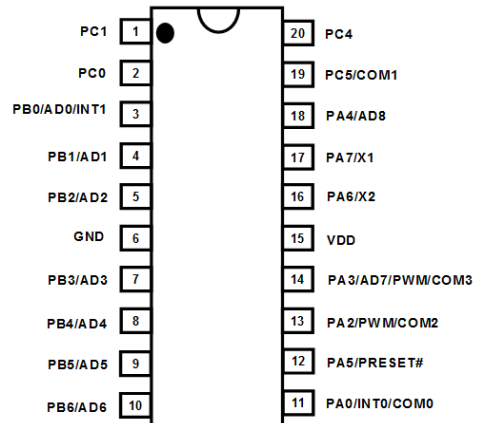 PC1 1 20 PC4
PC0 2 19 PC5/COM1
PB0/AD0/INT1 3 18 PA4/AD8
PB1/AD1 4 17 PA7/X1
PB2/AD2 5 16 PA6/X2
GND 6 15 VDD
PB3/AD3 7 14 PA3/AD7/PWM/COM3
PB4/AD4 8 13 PA2/PWM/COM2
PB5/AD5 9 12 PA5/PRESET#
PB6/AD6 10 11 PA0/INT0/COM0